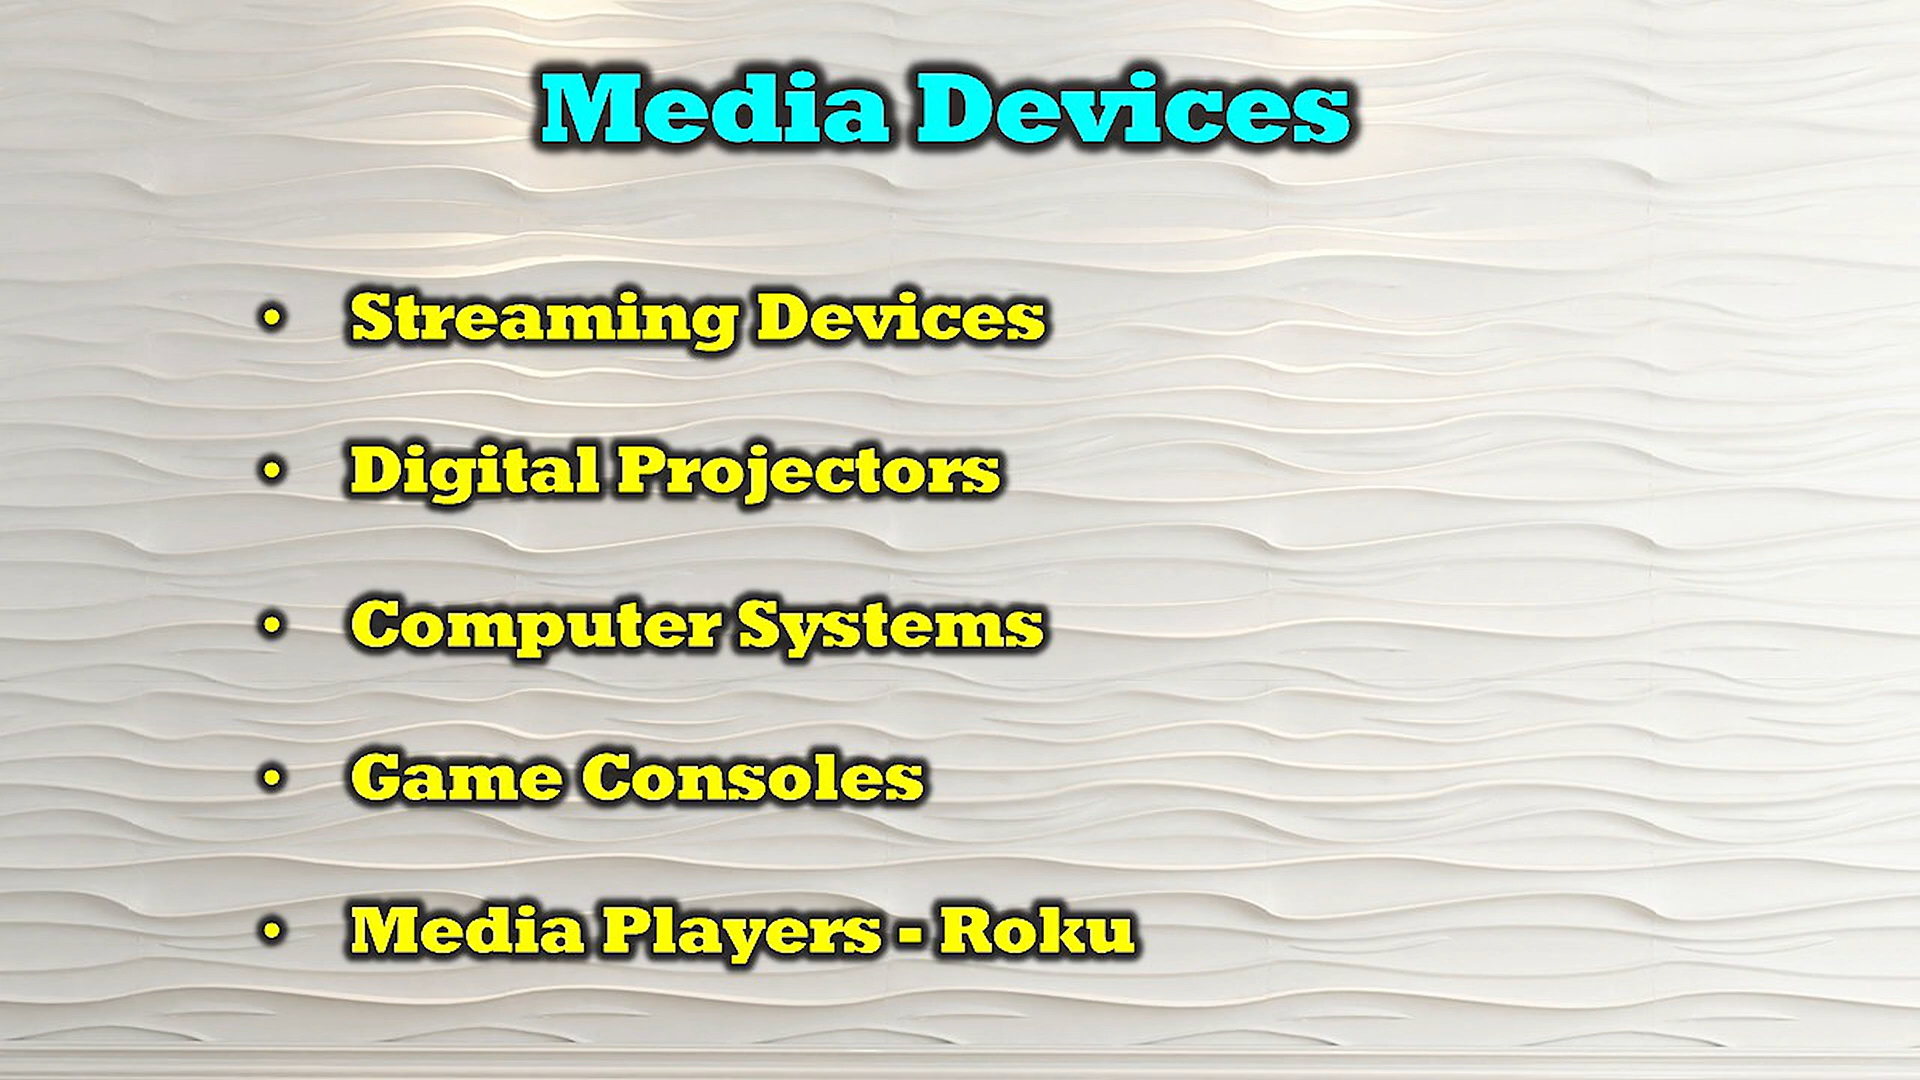 Media Devices
• Streaming Devices
• Digital Projectors
• Computer Systems
• Game Consoles
• Media Players - Roku